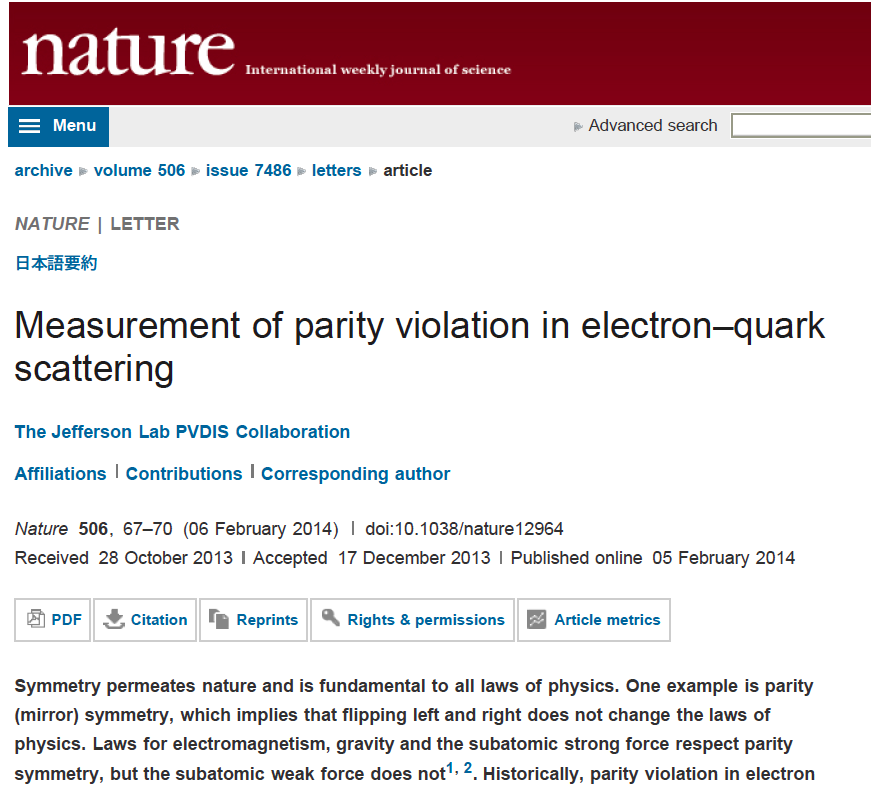 nature International weekly journal of science
Menu Advanced search
archive volume 506 issue 7486 letters article
NATURE | LETTER
日本語要約
Measurement of parity violation in electron–quark
scattering
The Jefferson Lab PVDIS Collaboration
Affiliations | Contributions | Corresponding author
Nature 506, 67–70 (06 February 2014) | doi:10.1038/nature12964
Received 28 October 2013 | Accepted 17 December 2013 | Published online 05 February 2014
PDF Citation Reprints Rights & permissions Article metrics
Symmetry permeates nature and is fundamental to all laws of physics. One example is parity
(mirror) symmetry, which implies that flipping left and right does not change the laws of
physics. Laws for electromagnetism, gravity and the subatomic strong force respect parity
symmetry, but the subatomic weak force does not1, 2. Historically, parity violation in electron